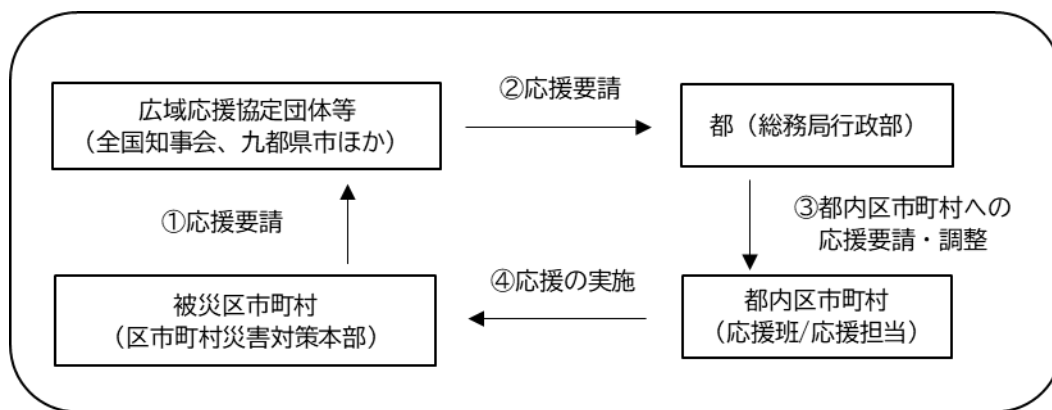 広域応援協定団体等
(全国知事会、九都県市ほか)
②応援要請
都(総務局行政部)
①応援要請
③都内区市町村への
応援要請・調整
被災区市町村
(区市町村災害対策本部)
④応援の実施
都内区市町村
(応援班/応援担当)